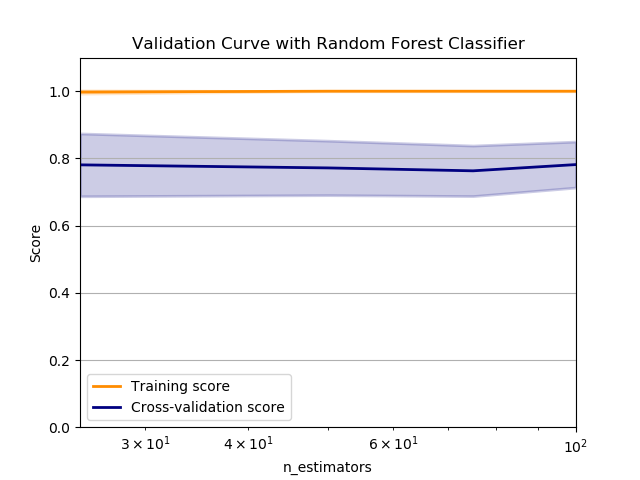 Validation Curve with Random Forest Classifier
1.0
0.8
0.6
0.4
0.2
0.0
Score
Training score
Cross-validation score
3 × 10¹
4 × 10¹
6 × 10¹
10²
n_estimators